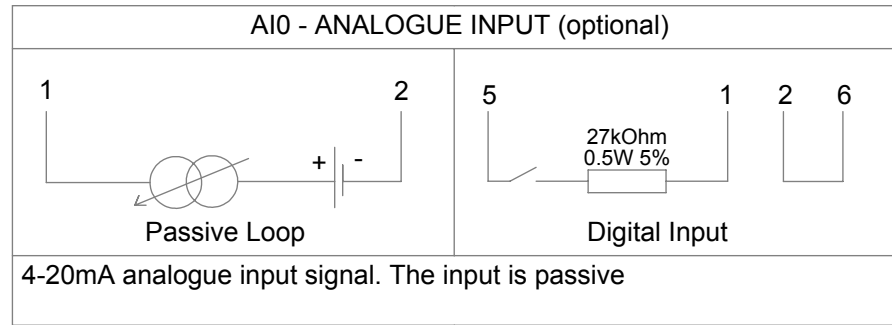 AI0 - ANALOGUE INPUT (optional)
1
2
+
-
Passive Loop
5
1
2
6
27kOhm
0.5W 5%
Digital Input
4-20mA analogue input signal. The input is passive